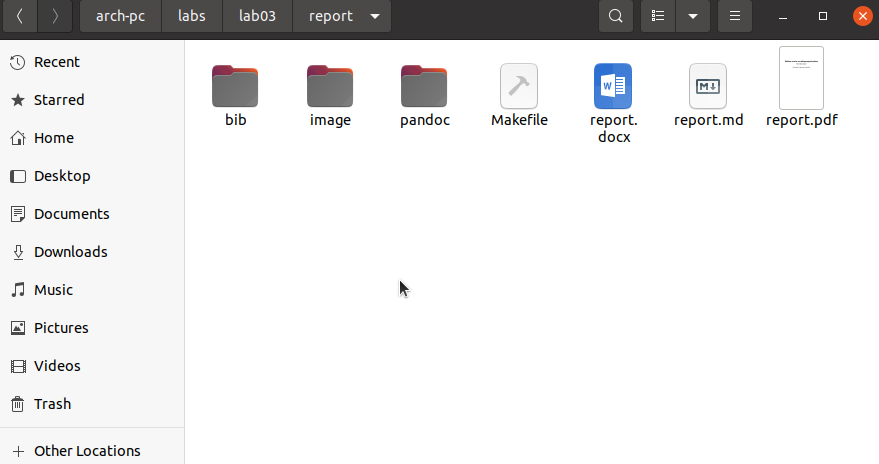 arch-pc labs lab03 report
Recent
Starred
Home
Desktop
Documents
Downloads
Music
Pictures
Videos
Trash
Other Locations
bib image pandoc Makefile report. report.md report.pdf
docx